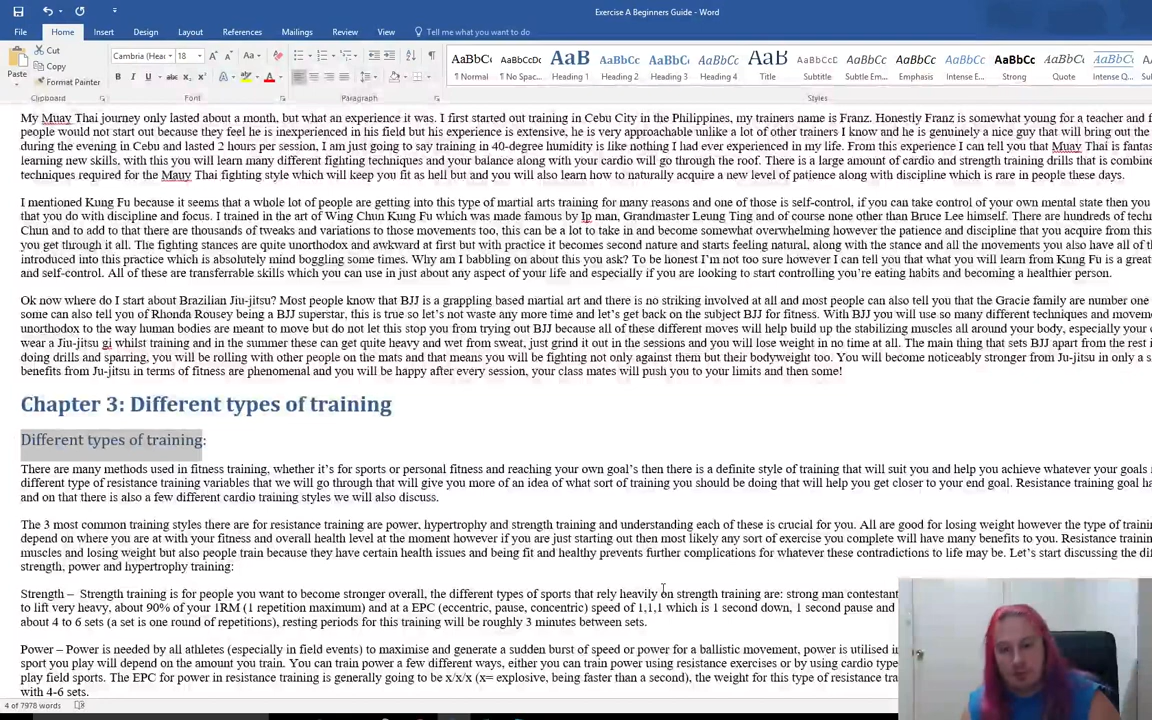 Exercise A Beginners Guide - Word
File Home Insert Design Layout References Mailings Review View Tell me what you want to do
Paste Cut Copy Format Painter Clipboard
Cambria (Hea 18 Font
Paragraph
AaBbC AaBbC AaB AaBbCc AaBbC AaBbCc AaB AaBbCcC AaBbCc AaBbCc AaBbCc AaBbCc AaBbCc AaBbCc
¶ Normal ¶ No Spac... Heading 1 Heading 2 Heading 3 Heading 4 Title Subtitle Subtle Em... Emphasis Intense E... Strong Quote Intense Q...
Styles
My Muay Thai journey only lasted about a month, but what an experience it was. I first started out training in Cebu City in the Philippines, my trainers name is Franz. Honestly Franz is somewhat young for a teacher and f
people would not start out because they feel he is inexperienced in his field but his experience is extensive, he is very approachable unlike a lot of other trainers I know and he is genuinely a nice guy that will bring out the
during the evening in Cebu and lasted 2 hours per session, I am just going to say training in 40-degree humidity is like nothing I had ever experienced in my life. From this experience I can tell you that Muay Thai is fantas
learning new skills, with this you will learn many different fighting techniques and your balance along with your cardio will go through the roof. There is a large amount of cardio and strength training drills that is combine
techniques required for the Mauy Thai fighting style which will keep you fit as hell but and you will also learn how to naturally acquire a new level of patience along with discipline which is rare in people these days.
I mentioned Kung Fu because it seems that a whole lot of people are getting into this type of martial arts training for many reasons and one of those is self-control, if you can take control of your own mental state then you
that you do with discipline and focus. I trained in the art of Wing Chun Kung Fu which was made famous by Ip man, Grandmaster Leung Ting and of course none other than Bruce Lee himself. There are hundreds of tech
Chun and to add to that there are thousands of tweaks and variations to those movements too, this can be a lot to take in and become somewhat overwhelming however the patience and discipline that you acquire from this
you get through it all. The fighting stances are quite unorthodox and awkward at first but with practice it becomes second nature and starts feeling natural, along with the stance and all the movements you also have all of th
introduced into this practice which is absolutely mind boggling some times. Why am I babbling on about this you ask? To be honest I'm not too sure however I can tell you that what you will learn from Kung Fu is a grea
and self-control. All of these are transferrable skills which you can use in just about any aspect of your life and especially if you are looking to start controlling you're eating habits and becoming a healthier person.
Ok now where do I start about Brazilian Jiu-jitsu? Most people know that BJJ is a grappling based martial art and there is no striking involved at all and most people can also tell you that the Gracie family are number one
some can also tell you of Rhonda Rousey being a BJJ superstar, this is true so let's not waste any more time and let's get back on the subject BJJ for fitness. With BJJ you will use so many different techniques and moveme
unorthodox to the way human bodies are meant to move but do not let this stop you from trying out BJJ because all of these different moves will help build up the stabilizing muscles all around your body, especially your c
wear a Jiu-jitsu gi whilst training and in the summer these can get quite heavy and wet from sweat, just grind it out in the sessions and you will lose weight in no time at all. The main thing that sets BJJ apart from the rest i
doing drills and sparring, you will be rolling with other people on the mats and that means you will be fighting not only against them but their bodyweight too. You will become noticeably stronger from Ju-jitsu in only a s
benefits from Ju-jitsu in terms of fitness are phenomenal and you will be happy after every session, your class mates will push you to your limits and then some!
Chapter 3: Different types of training
Different types of training:
There are many methods used in fitness training, whether it's for sports or personal fitness and reaching your own goal's then there is a definite style of training that will suit you and help you achieve whatever your goals
different type of resistance training variables that we will go through that will give you more of an idea of what sort of training you should be doing that will help you get closer to your end goal. Resistance training goal ha
and on that there is also a few different cardio training styles we will also discuss.
The 3 most common training styles there are for resistance training are power, hypertrophy and strength training and understanding each of these is crucial for you. All are good for losing weight however the type of traini
depend on where you are at with your fitness and overall health level at the moment however if you are just starting out then most likely any sort of exercise you complete will have many benefits to you. Resistance trainin
muscles and losing weight but also people train because they have certain health issues and being fit and healthy prevents further complications for whatever these contradictions to life may be. Let's start discussing the dif
strength, power and hypertrophy training:
Strength – Strength training is for people you want to become stronger overall, the different types of sports that rely heavily on strength training are: strong man contestant
to lift very heavy, about 90% of your 1RM (1 repetition maximum) and at a EPC (eccentric, pause, concentric) speed of 1,1,1 which is 1 second down, 1 second pause and
about 4 to 6 sets (a set is one round of repetitions), resting periods for this training will be roughly 3 minutes between sets.
Power – Power is needed by all athletes (especially in field events) to maximise and generate a sudden burst of speed or power for a ballistic movement, power is utilised i
sport you play will depend on the amount you train. You can train power a few different ways, either you can train power using resistance exercises or by using cardio type
play field sports. The EPC for power in resistance training is generally going to be x/x/x (x= explosive, being faster than a second), the weight for this type of resistance tra
with 4-6 sets.
4 of 7978 words